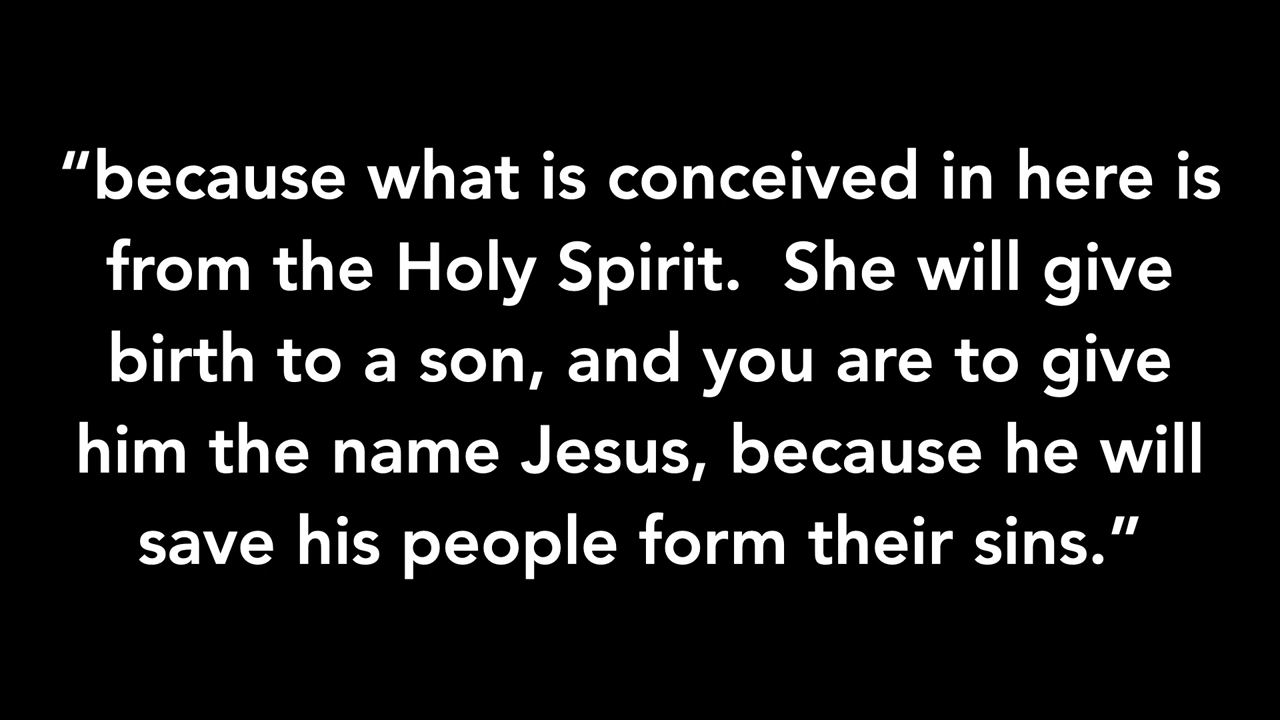 “because what is conceived in here is
from the Holy Spirit.  She will give
birth to a son, and you are to give
him the name Jesus, because he will
save his people form their sins.”